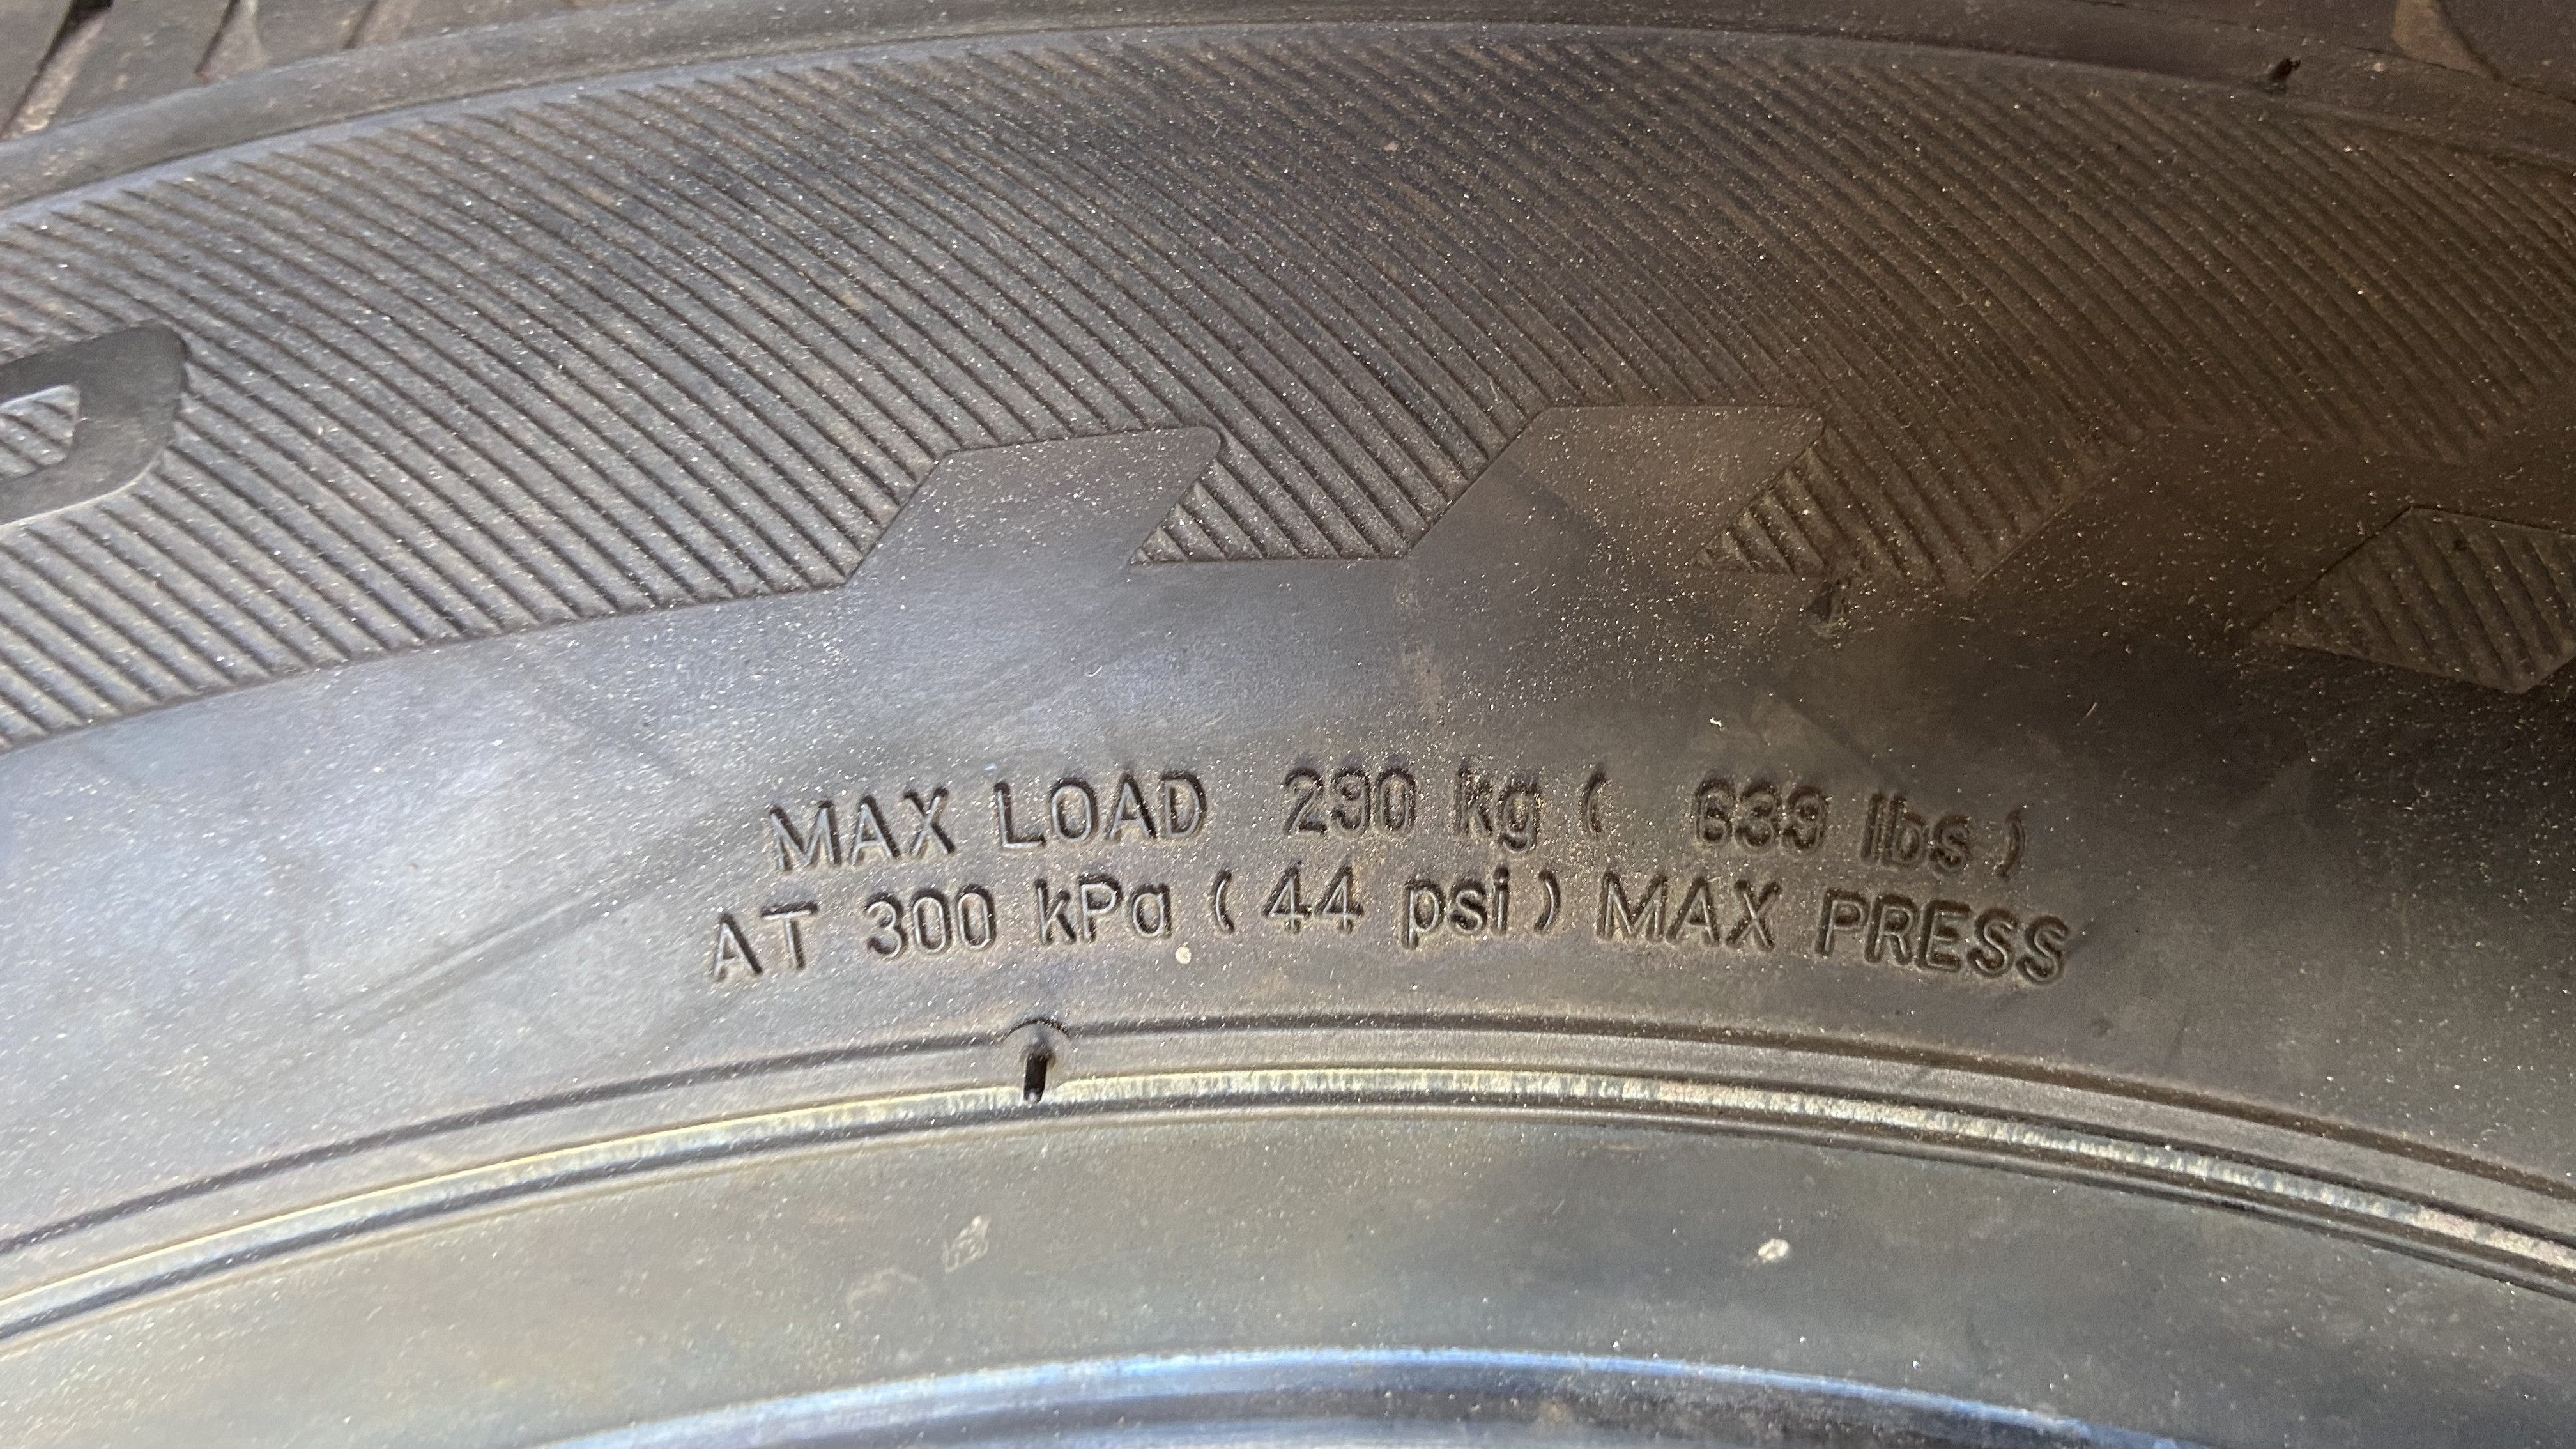 MAX LOAD 290 kg ( 639 lbs )
AT 300 kPa ( 44 psi ) MAX PRESS